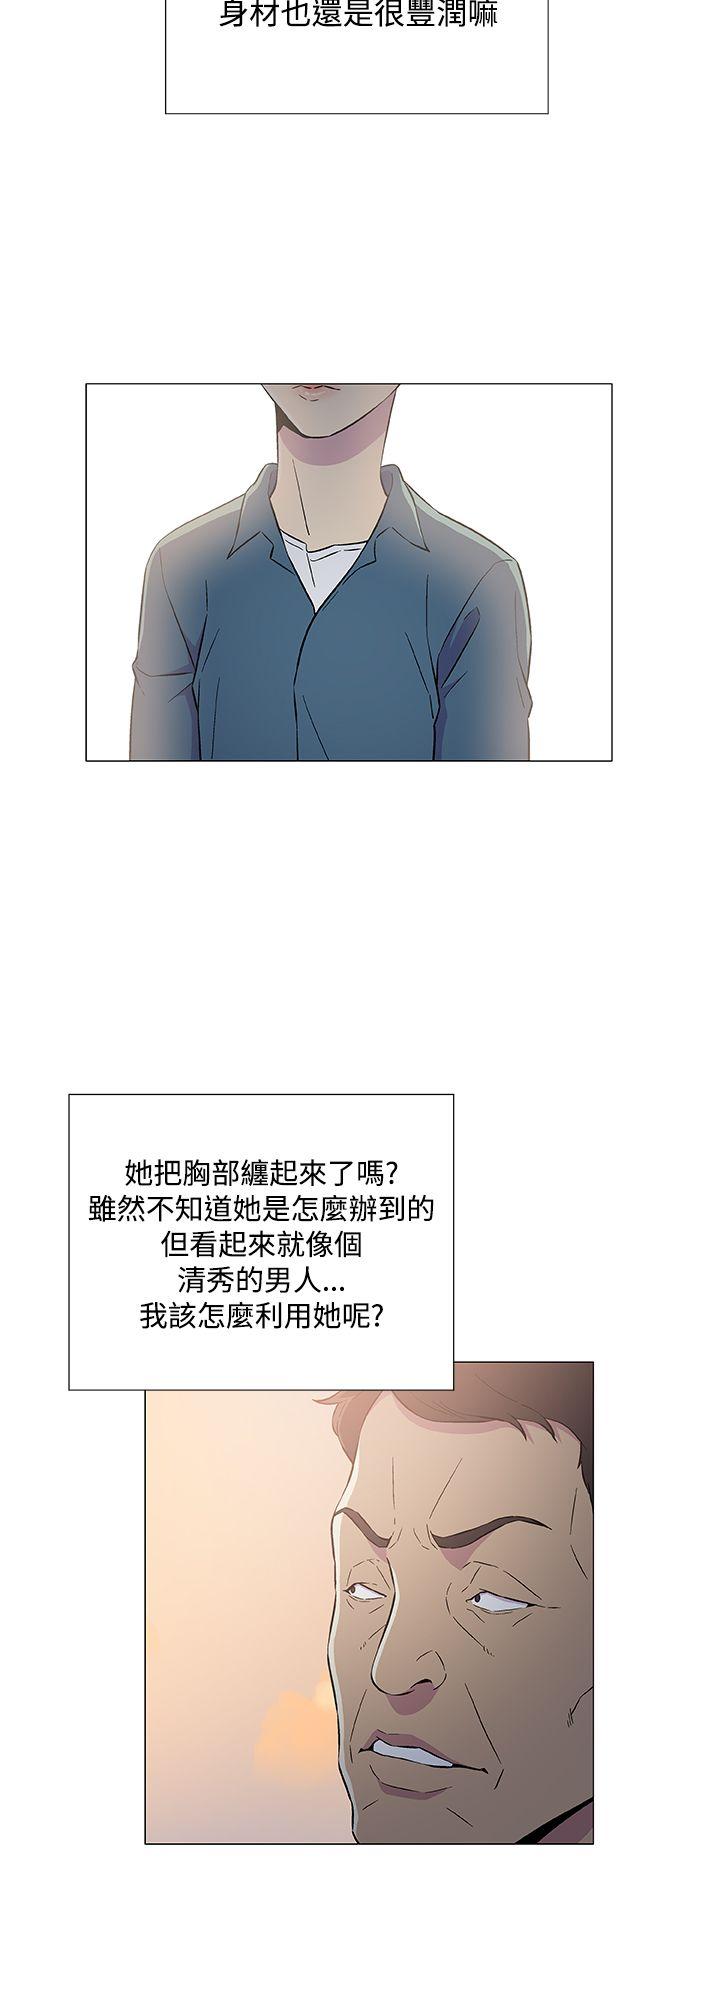 身材也還是很豐潤嘛
她把胸部纏起來了嗎?
雖然不知道她是怎麼辦到的
但看起來就像個
清秀的男人...
我該怎麼利用她呢?